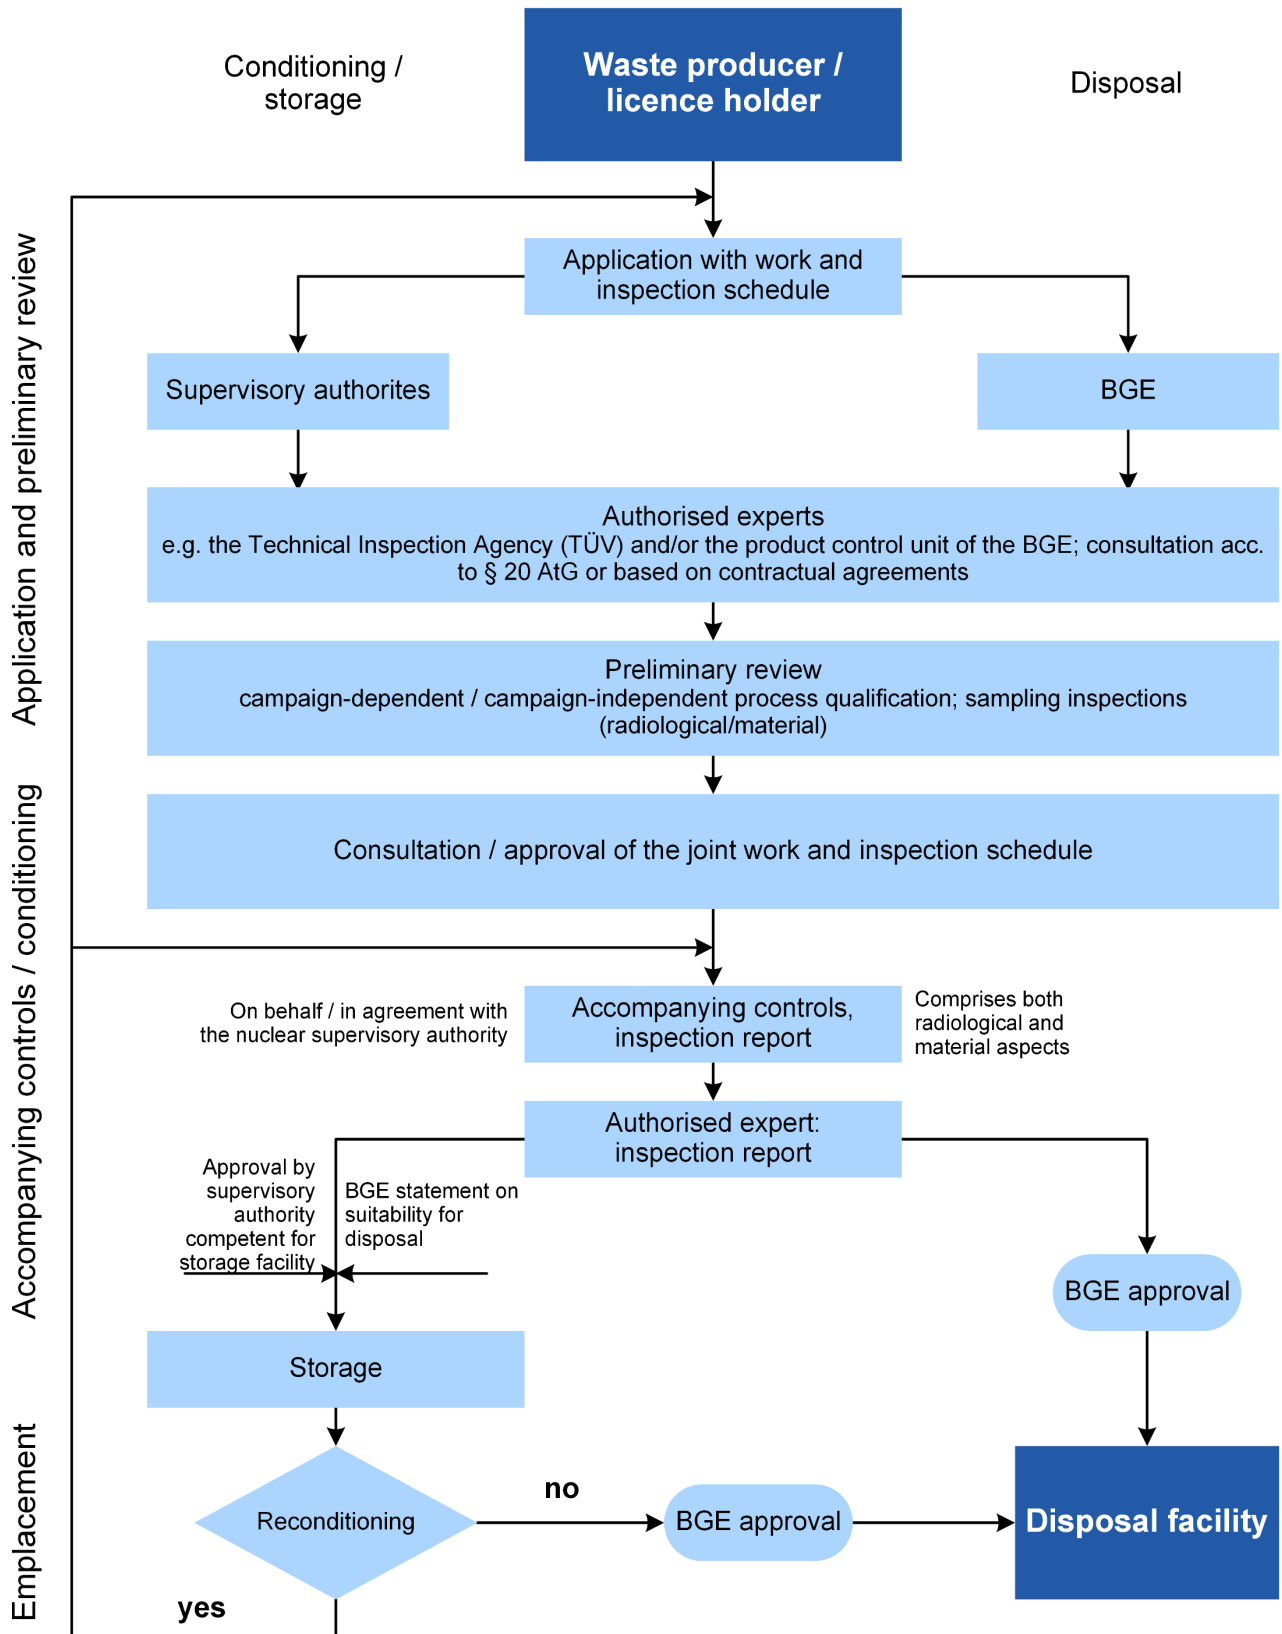 Conditioning /
storage
Waste producer /
licence holder
Disposal
Application and preliminary review
Application with work and
inspection schedule
Supervisory authorites
BGE
Authorised experts
e.g. the Technical Inspection Agency (TÜV) and/or the product control unit of the BGE; consultation acc.
to § 20 AtG or based on contractual agreements
Preliminary review
campaign-dependent / campaign-independent process qualification; sampling inspections
(radiological/material)
Accompanying controls / conditioning
Consultation / approval of the joint work and inspection schedule
On behalf / in agreement with
the nuclear supervisory authority
Accompanying controls,
inspection report
Comprises both
radiological and
material aspects
Authorised expert:
inspection report
Approval by
supervisory
authority
competent for
storage facility
BGE statement on
suitability for
disposal
BGE approval
Storage
Emplacement
Reconditioning
no
BGE approval
Disposal facility
yes